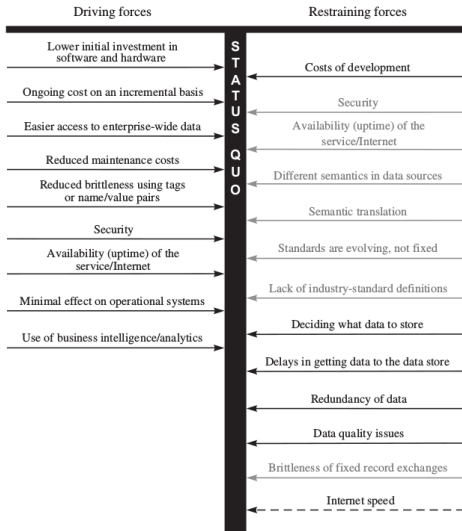 Driving forces
Restraining forces
Lower initial investment in
software and hardware
Ongoing cost on an incremental basis
Easier access to enterprise-wide data
Reduced maintenance costs
Reduced brittleness using tags
or name/value pairs
Security
Availability (uptime) of the
service/Internet
Minimal effect on operational systems
Use of business intelligence/analytics
STATUS QUO
Costs of development
Security
Availability (uptime) of the
service/Internet
Different semantics in data sources
Semantic translation
Standards are evolving, not fixed
Lack of industry-standard definitions
Deciding what data to store
Delays in getting data to the data store
Redundancy of data
Data quality issues
Brittleness of fixed record exchanges
Internet speed